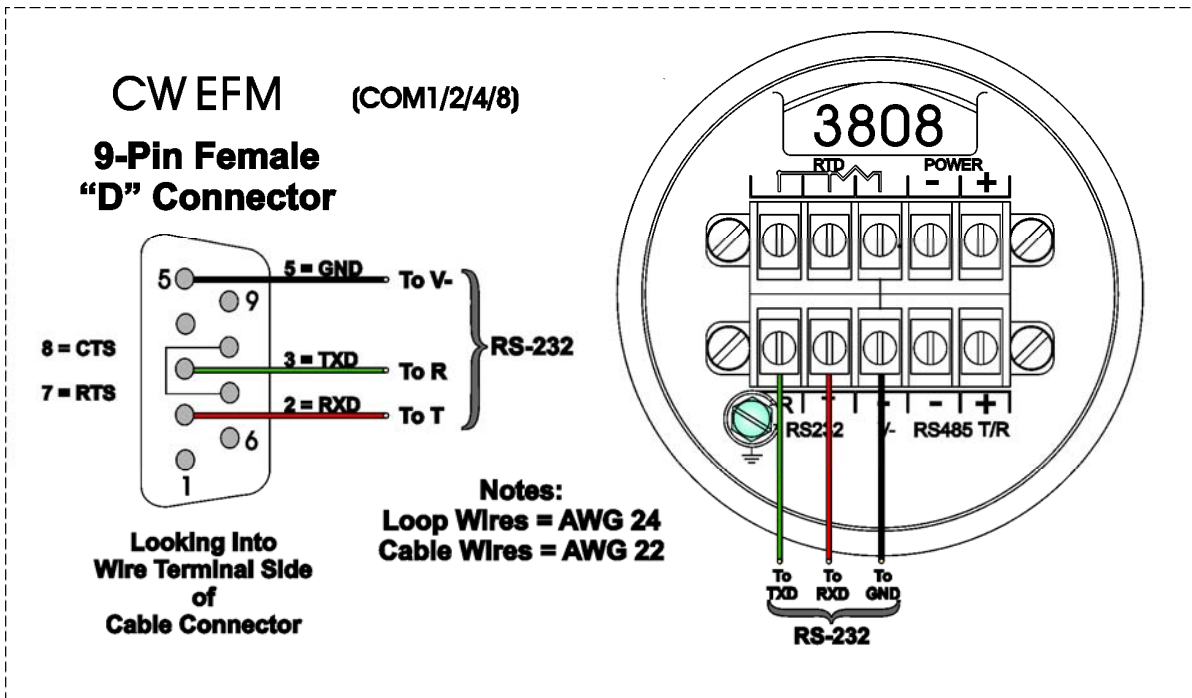 CW EFM (COM1/2/4/8)
9-Pin Female
“D” Connector
5 = GND
To V-
5
9
8 = CTS
3 = TXD
To R
RS-232
7 = RTS
2 = RXD
To T
6
1
Looking Into
Wire Terminal Side
of
Cable Connector
Notes:
Loop Wires = AWG 24
Cable Wires = AWG 22
3808
RTD POWER
- +
R T - - +
RS232 V- RS485 T/R
To
TXD
To
RXD
To
GND
RS-232